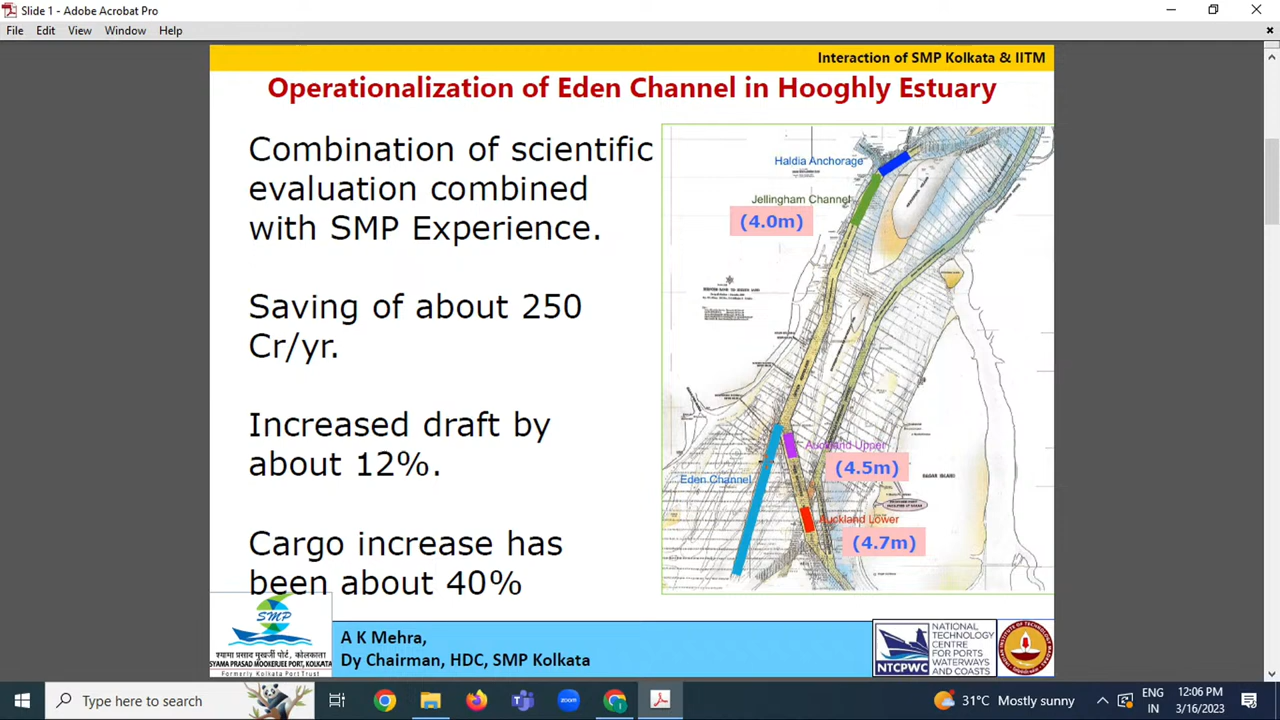 Slide 1 - Adobe Acrobat Pro
File Edit View Window Help
Interaction of SMP Kolkata & IITM
Operationalization of Eden Channel in Hooghly Estuary
Combination of scientific
evaluation combined
with SMP Experience.
Saving of about 250
Cr/yr.
Increased draft by
about 12%.
Cargo increase has
been about 40%
Haldia Anchorage
Jellingham Channel
(4.0m)
Auckland Upper
(4.5m)
Eden Channel
SAGAR ISLAND
Auckland Lower
(4.7m)
SMP
श्यामा प्रसाद मुखर्जी पोर्ट, कोलकाता
SYAMA PRASAD MOOKERJEE PORT, KOLKATA
Formerly Kolkata Port Trust
A K Mehra,
Dy Chairman, HDC, SMP Kolkata
NTCPWC
NATIONAL
TECHNOLOGY
CENTRE
FOR PORTS
WATERWAYS
AND COASTS
Type here to search
zoom
31°C Mostly sunny
ENG
IN
12:06 PM
3/16/2023